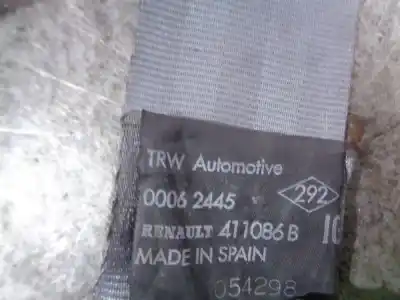 TRW Automotive
0006 2445 292
RENAULT 411086 B
MADE IN SPAIN
054298